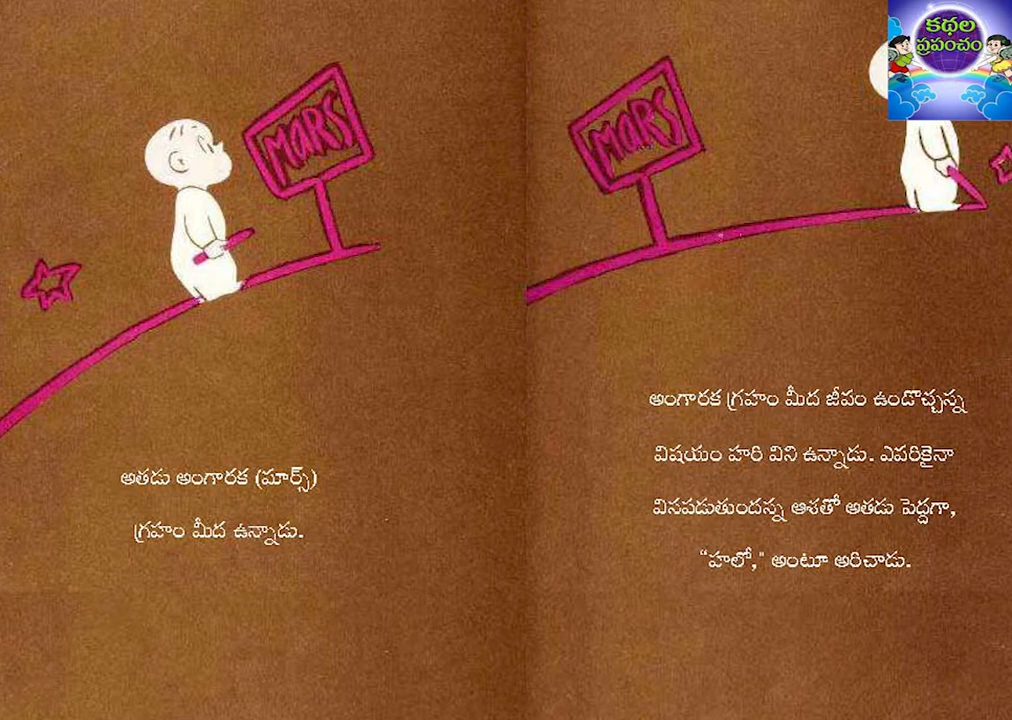 MARS
అతడు అంగారక (మార్స్)
గ్రహం మీద ఉన్నాడు.
కథల
ప్రపంచం
MARS
అంగారక గ్రహం మీద జీవం ఉండొచ్చన్న
విషయం హరి విని ఉన్నాడు. ఎవరికైనా
వినపడుతుందన్న ఆశతో అతడు పెద్దగా,
“హలో," అంటూ అరిచాడు.